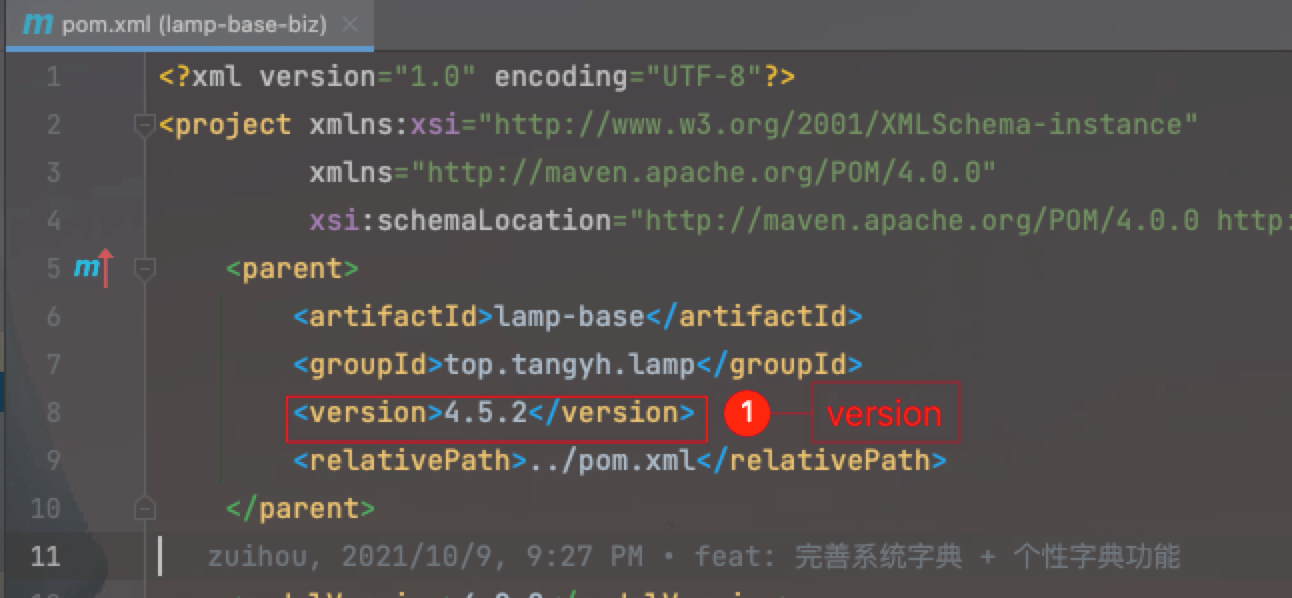 m pom.xml (lamp-base-biz) ×
1 <?xml version="1.0" encoding="UTF-8"?>
2 <project xmlns:xsi="http://www.w3.org/2001/XMLSchema-instance"
3 xmlns="http://maven.apache.org/POM/4.0.0"
4 xsi:schemaLocation="http://maven.apache.org/POM/4.0.0 http:
5 m <parent>
6 <artifactId>lamp-base</artifactId>
7 <groupId>top.tangyh.lamp</groupId>
8 <version>4.5.2</version> 1 version
9 <relativePath>../pom.xml</relativePath>
10 </parent>
11 zuihou, 2021/10/9, 9:27 PM • feat: 完善系统字典 + 个性字典功能